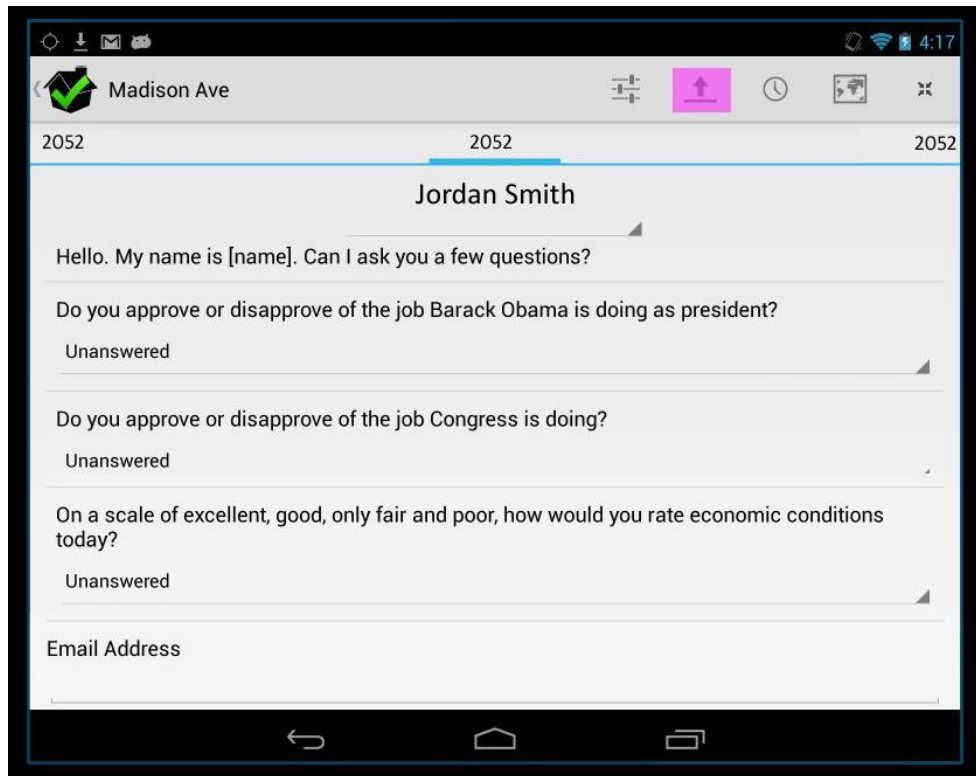 4:17
Madison Ave
2052 2052 2052
Jordan Smith
Hello. My name is [name]. Can I ask you a few questions?
Do you approve or disapprove of the job Barack Obama is doing as president?
Unanswered
Do you approve or disapprove of the job Congress is doing?
Unanswered
On a scale of excellent, good, only fair and poor, how would you rate economic conditions
today?
Unanswered
Email Address